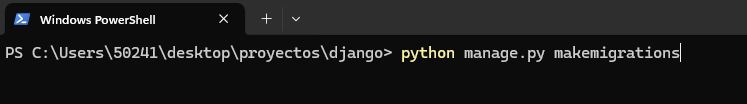 Windows PowerShell
PS C:\Users\50241\desktop\proyectos\django> python manage.py makemigrations